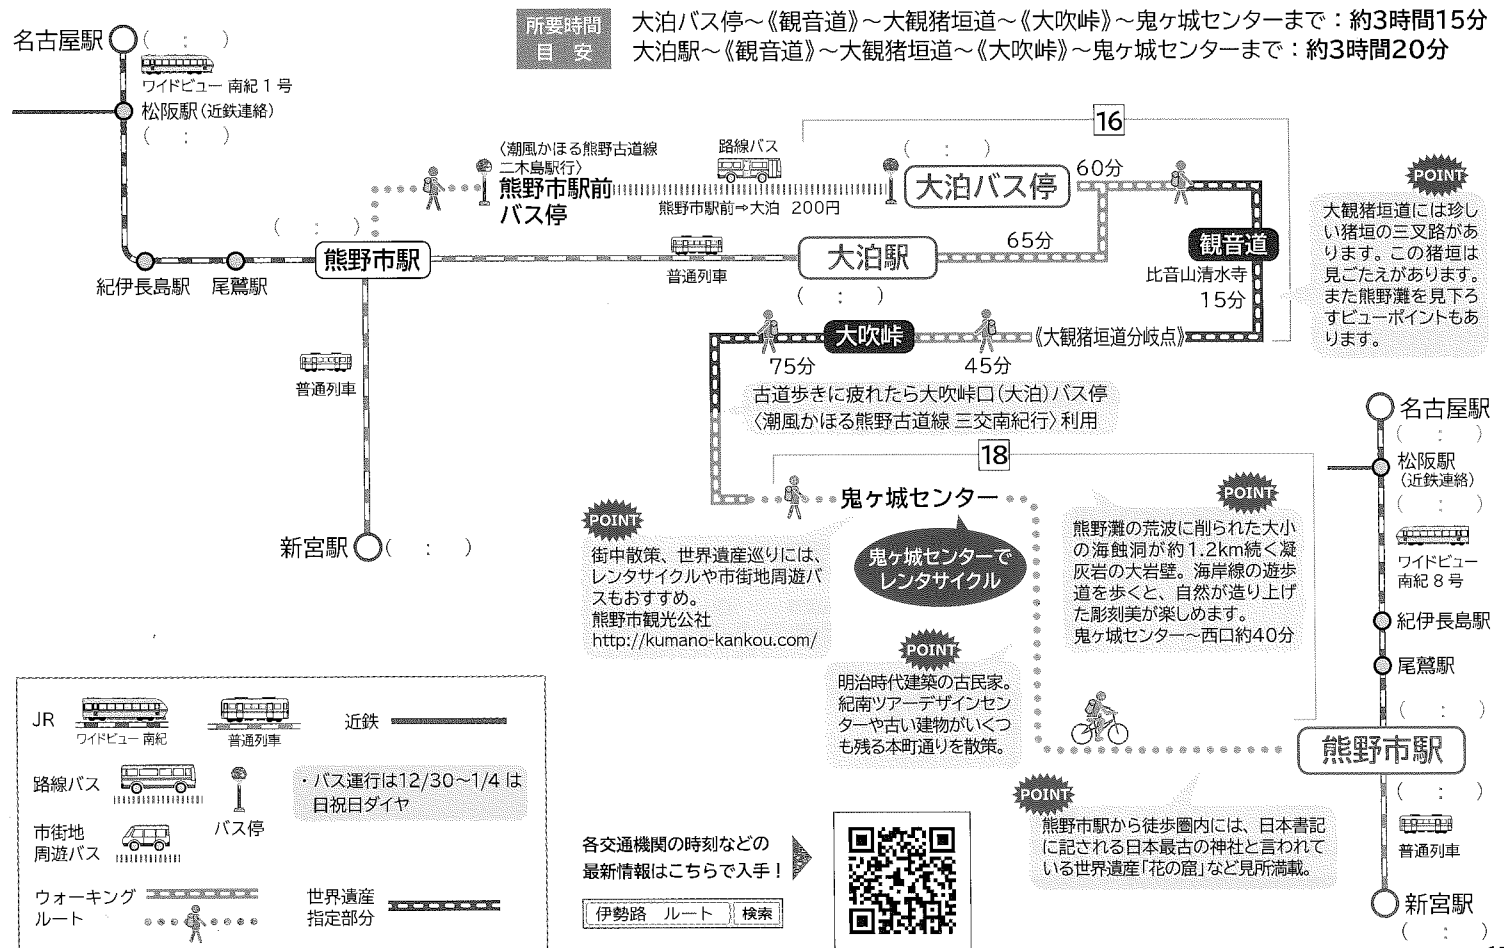 所要時間
目 安
大泊バス停～《観音道》～大観猪垣道～《大吹峠》～鬼ヶ城センターまで：約3時間15分
大泊駅～《観音道》～大観猪垣道～《大吹峠》～鬼ヶ城センターまで：約3時間20分
名古屋駅 ( : )
ワイドビュー 南紀 1 号
松阪駅(近鉄連絡)
( : )
紀伊長島駅
尾鷲駅
( : )
熊野市駅
〈潮風かほる熊野古道線
二木島駅行〉
熊野市駅前
バス停
路線バス
熊野市駅前⇒大泊 200円
16
( : )
大泊バス停
60分
普通列車
大泊駅
( : )
65分
観音道
比音山清水寺
15分
POINT
大観猪垣道には珍し
い猪垣の三叉路があ
ります。この猪垣は
見ごたえがあります。
また熊野灘を見下ろ
すビューポイントもあ
ります。
《大観猪垣道分岐点》
45分
大吹峠
75分
古道歩きに疲れたら大吹峠口(大泊)バス停
〈潮風かほる熊野古道線 三交南紀行〉利用
普通列車
新宮駅 ( : )
18
鬼ヶ城センター
鬼ヶ城センターで
レンタサイクル
POINT
街中散策、世界遺産巡りには、
レンタサイクルや市街地周遊バ
スもおすすめ。
熊野市観光公社
http://kumano-kankou.com/
POINT
熊野灘の荒波に削られた大小
の海蝕洞が約1.2km続く凝
灰岩の大岩壁。海岸線の遊歩
道を歩くと、自然が造り上げ
た彫刻美が楽しめます。
鬼ヶ城センター～西口約40分
POINT
明治時代建築の古民家。
紀南ツアーデザインセン
ターや古い建物がいくつ
も残る本町通りを散策。
POINT
熊野市駅から徒歩圏内には、日本書記
に記される日本最古の神社と言われて
いる世界遺産「花の窟」など見所満載。
名古屋駅
( : )
松阪駅
(近鉄連絡)
( : )
ワイドビュー
南紀 8 号
紀伊長島駅
尾鷲駅
( : )
熊野市駅
( : )
普通列車
新宮駅
( : )
JR
ワイドビュー 南紀
普通列車
近鉄
路線バス
バス停
・バス運行は12/30～1/4 は
日祝日ダイヤ
市街地
周遊バス
ウォーキング
ルート
世界遺産
指定部分
各交通機関の時刻などの
最新情報はこちらで入手！
伊勢路 ルート 検索